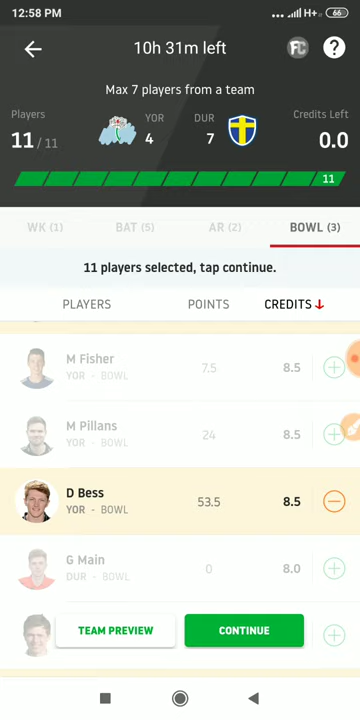 12:58 PM
H+
66
10h 31m left
FC
?
Max 7 players from a team
Players
11 / 11
YOR
4
DUR
7
Credits Left
0.0
11
WK (1)
BAT (5)
AR (2)
BOWL (3)
11 players selected, tap continue.
PLAYERS
POINTS
CREDITS
M Fisher
YOR - BOWL
7.5
8.5
M Pillans
YOR - BOWL
24
8.5
D Bess
YOR - BOWL
53.5
8.5
G Main
DUR - BOWL
0
8.0
TEAM PREVIEW
CONTINUE